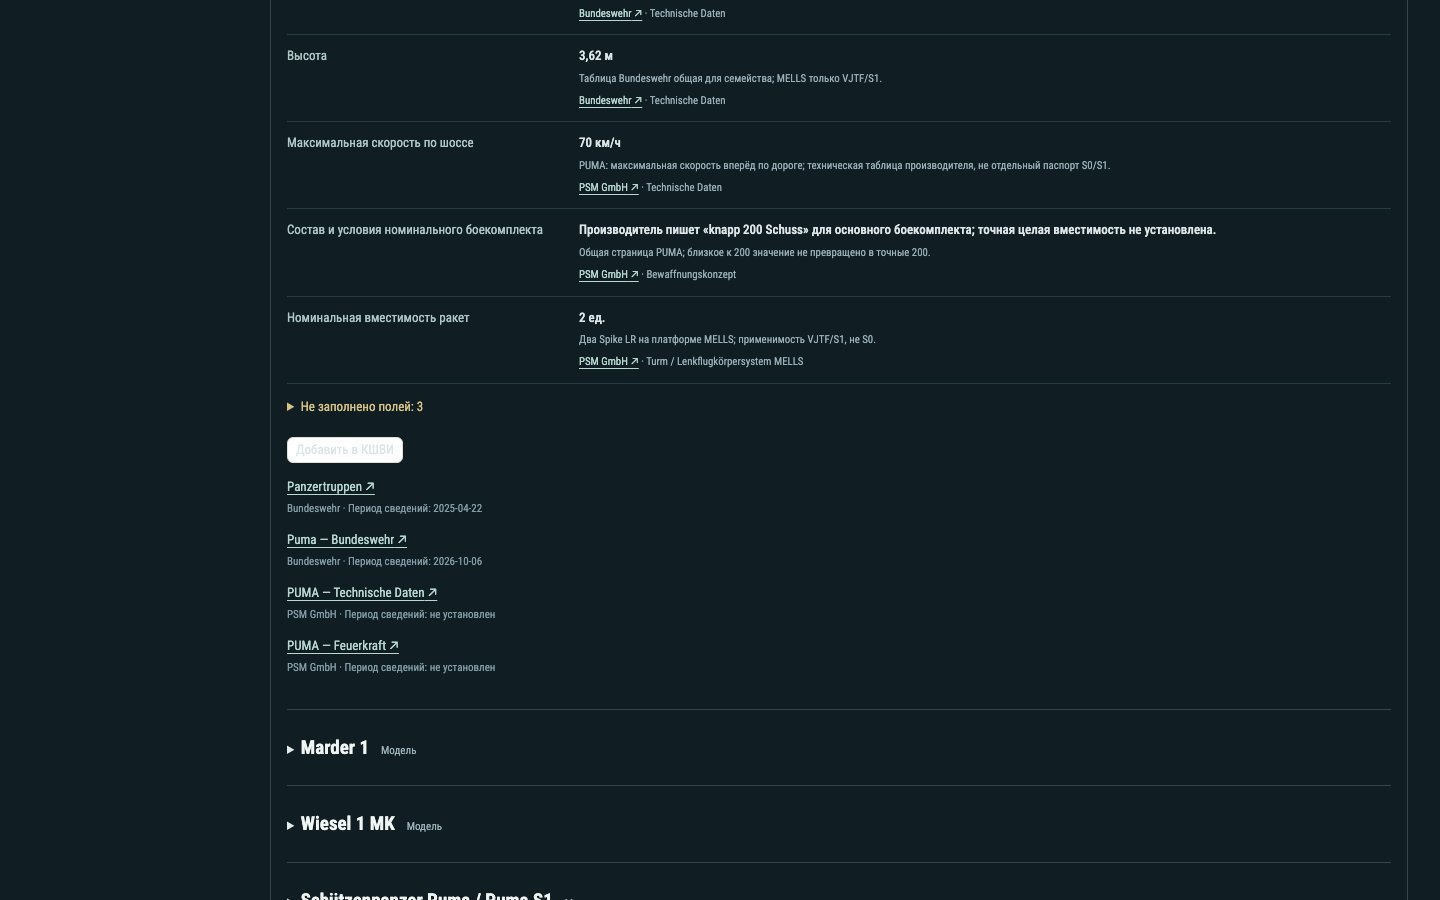 Bundeswehr ↗ · Technische Daten
Высота
3,62 м
Таблица Bundeswehr общая для семейства; MELLS только VJTF/S1.
Bundeswehr ↗ · Technische Daten
Максимальная скорость по шоссе
70 км/ч
PUMA: максимальная скорость вперёд по дороге; техническая таблица производителя, не отдельный паспорт S0/S1.
PSM GmbH ↗ · Technische Daten
Состав и условия номинального боекомплекта
Производитель пишет «knapp 200 Schuss» для основного боекомплекта; точная целая вместимость не установлена.
Общая страница PUMA; близкое к 200 значение не превращено в точные 200.
PSM GmbH ↗ · Bewaffnungskonzept
Номинальная вместимость ракет
2 ед.
Два Spike LR на платформе MELLS; применимость VJTF/S1, не S0.
PSM GmbH ↗ · Turm / Lenkflugkörpersystem MELLS
Не заполнено полей: 3
Добавить в КШВИ
Panzertruppen ↗
Bundeswehr · Период сведений: 2025-04-22
Puma — Bundeswehr ↗
Bundeswehr · Период сведений: 2026-10-06
PUMA — Technische Daten ↗
PSM GmbH · Период сведений: не установлен
PUMA — Feuerkraft ↗
PSM GmbH · Период сведений: не установлен
Marder 1 Модель
Wiesel 1 MK Модель
Schützenpanzer Puma / Puma S1